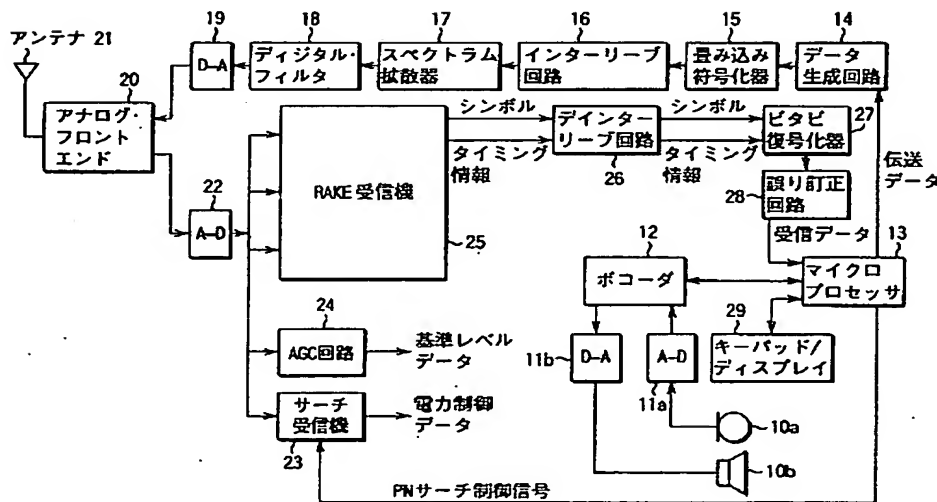 アンテナ 21
19
18
17
16
15
14
D-A
ディジタル・
フィルタ
スペクトラム
拡散器
インターリーブ
回路
畳み込み
符号化器
データ
生成回路
20
アナログ・
フロント
エンド
22
A-D
RAKE 受信機
25
シンボル
タイミング
情報
デインター
リーブ回路
26
シンボル
タイミング
情報
ビタビ
復号化器
27
28
誤り訂正
回路
伝送
データ
受信データ
13
マイクロ
プロセッサ
12
ボコーダ
24
AGC回路
基準レベル
データ
11b
D-A
A-D
11a
29
キーパッド/
ディスプレイ
サーチ
受信機
23
電力制御
データ
10a
10b
PNサーチ制御信号